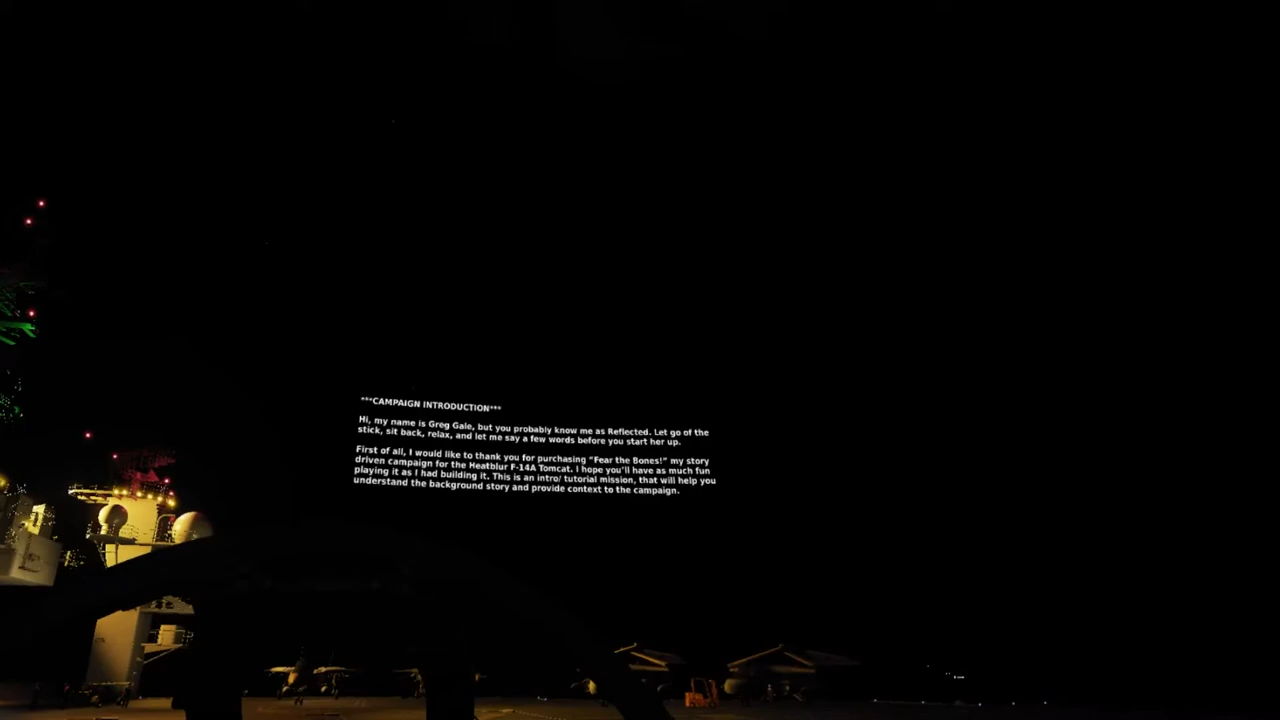 ***CAMPAIGN INTRODUCTION***
Hi, my name is Greg Gale, but you probably know me as Reflected. Let go of the
stick, sit back, relax, and let me say a few words before you start her up.
First of all, I would like to thank you for purchasing “Fear the Bones!” my story
driven campaign for the Heatblur F-14A Tomcat. I hope you'll have as much fun
playing it as I had building it. This is an intro/ tutorial mission, that will help you
understand the background story and provide context to the campaign.